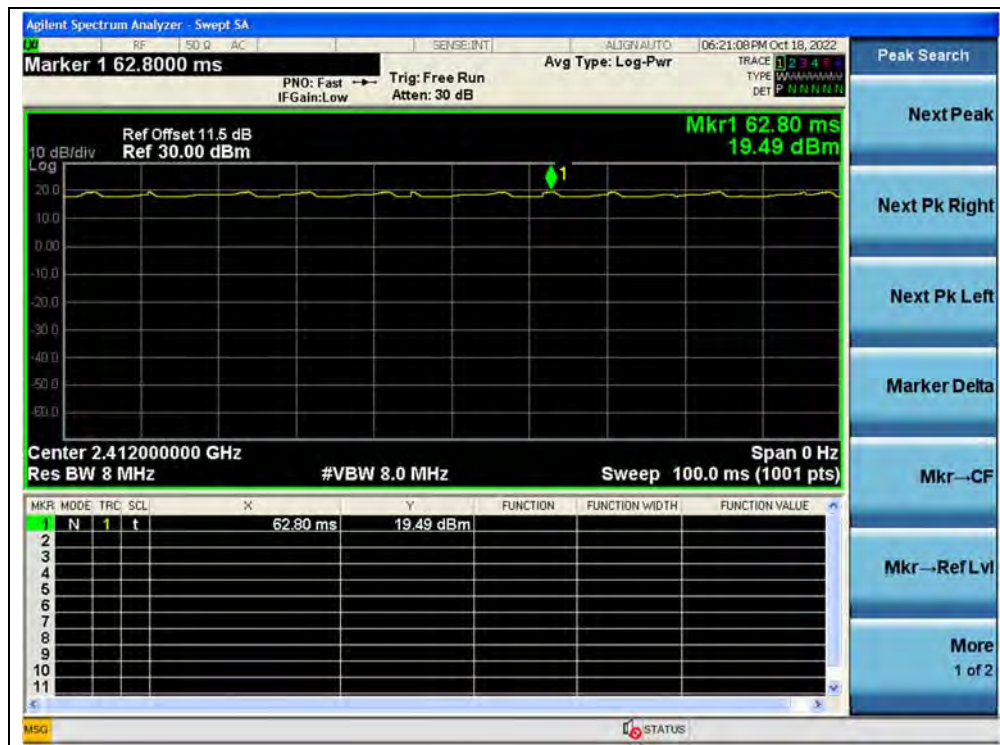 Agilent Spectrum Analyzer - Swept SA
LXI RF 50 Ω AC SENSE:INT ALIGN AUTO 06:21:08 PM Oct 18, 2022
Marker 1 62.8000 ms
PNO: Fast
IFGain:Low
Trig: Free Run
Atten: 30 dB
Avg Type: Log-Pwr
TRACE 1 2 3 4 5 6
TYPE
DET P N N N N N
Ref Offset 11.5 dB
Ref 30.00 dBm
10 dB/div
Log
Mkr1 62.80 ms
19.49 dBm
1
20.0
10.0
0.00
-10.0
-20.0
-30.0
-40.0
-50.0
-60.0
Center 2.412000000 GHz Span 0 Hz
Res BW 8 MHz #VBW 8.0 MHz Sweep 100.0 ms (1001 pts)
MKR MODE TRC SCL X Y FUNCTION FUNCTION WIDTH FUNCTION VALUE
1 N 1 t 62.80 ms 19.49 dBm
2
3
4
5
6
7
8
9
10
11
MSG STATUS
Peak Search
Next Peak
Next Pk Right
Next Pk Left
Marker Delta
Mkr→CF
Mkr→Ref Lvl
More
1 of 2